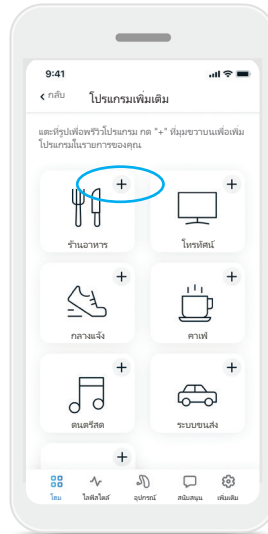 9:41
กลับ
โปรแกรมเพิ่มเติม
แตะที่รูปเพื่อพรีวิวโปรแกรม กด "+" ที่มุมขวาบนเพื่อเพิ่ม
โปรแกรมในรายการของคุณ
+ +
ร้านอาหาร โทรทัศน์
+ +
กลางแจ้ง คาเฟ่
+ +
ดนตรีสด ระบบขนส่ง
+
โฮม ไลฟ์สไตล์ อุปกรณ์ สนับสนุน เพิ่มเติม